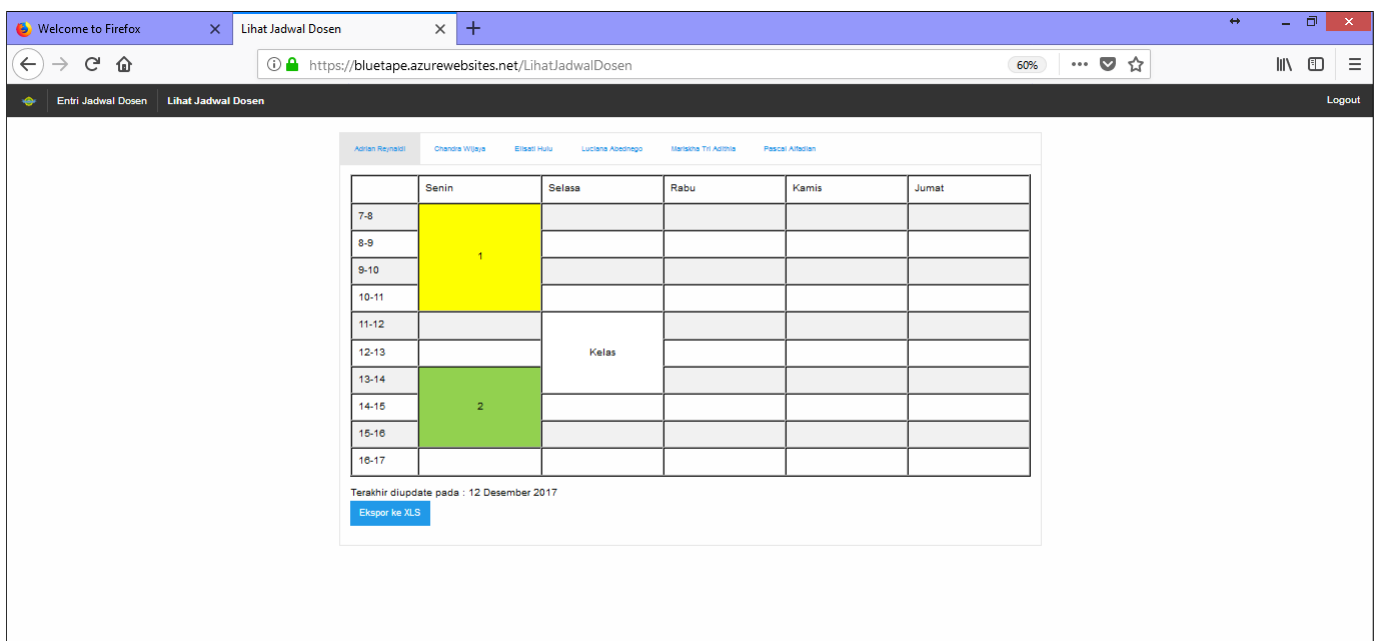 Welcome to Firefox
Lihat Jadwal Dosen
https://bluetape.azurewebsites.net/LihatJadwalDosen
60%
Entri Jadwal Dosen Lihat Jadwal Dosen Logout
Adrian Reynaldi Chandra Wijaya Elisati Hulu Luciana Abednego Mariskha Tri Adithia Pascal Alfadian
Senin Selasa Rabu Kamis Jumat
7-8
8-9
1
9-10
10-11
11-12
12-13 Kelas
13-14
14-15 2
15-16
16-17
Terakhir diupdate pada : 12 Desember 2017
Ekspor ke XLS